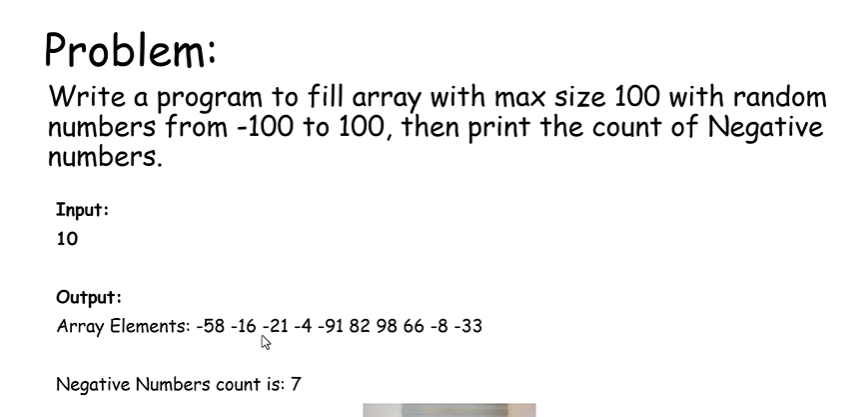 Problem:
Write a program to fill array with max size 100 with random
numbers from -100 to 100, then print the count of Negative
numbers.
Input:
10
Output:
Array Elements: -58 -16 -21 -4 -91 82 98 66 -8 -33
Negative Numbers count is: 7